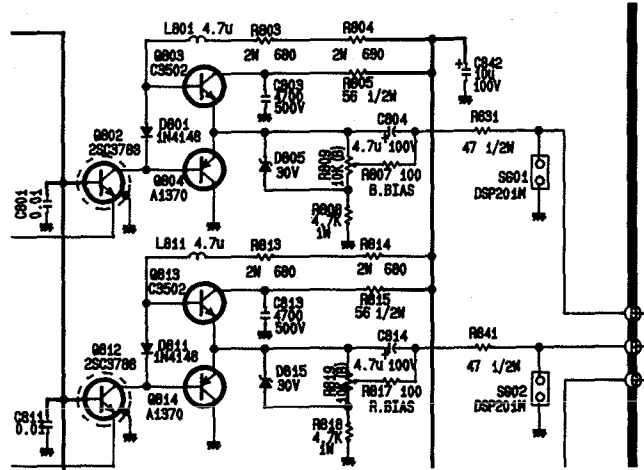 L801 4.7u
R803
R804
2W 680
2W 680
Q803
C3502
C803
4700
500V
R805
56 1/2W
C842
10u
100V
+
D801
1N4148
Q802
2SC3788
C804
4.7u 100V
R831
47 1/2W
Q804
A1370
D805
30V
R809
10K (B)
R807 100
B.BIAS
SG01
DSP201M
C801
0.01
R808
4.7K
1W
L811 4.7u
R813
R814
2W 680
2W 680
Q813
C3502
C813
4700
500V
R815
56 1/2W
D811
1N4148
Q812
2SC3788
C814
4.7u 100V
R841
47 1/2W
Q814
A1370
D815
30V
R819
10K (B)
R817 100
R.BIAS
SG02
DSP201M
C811
0.01
R818
4.7K
1W